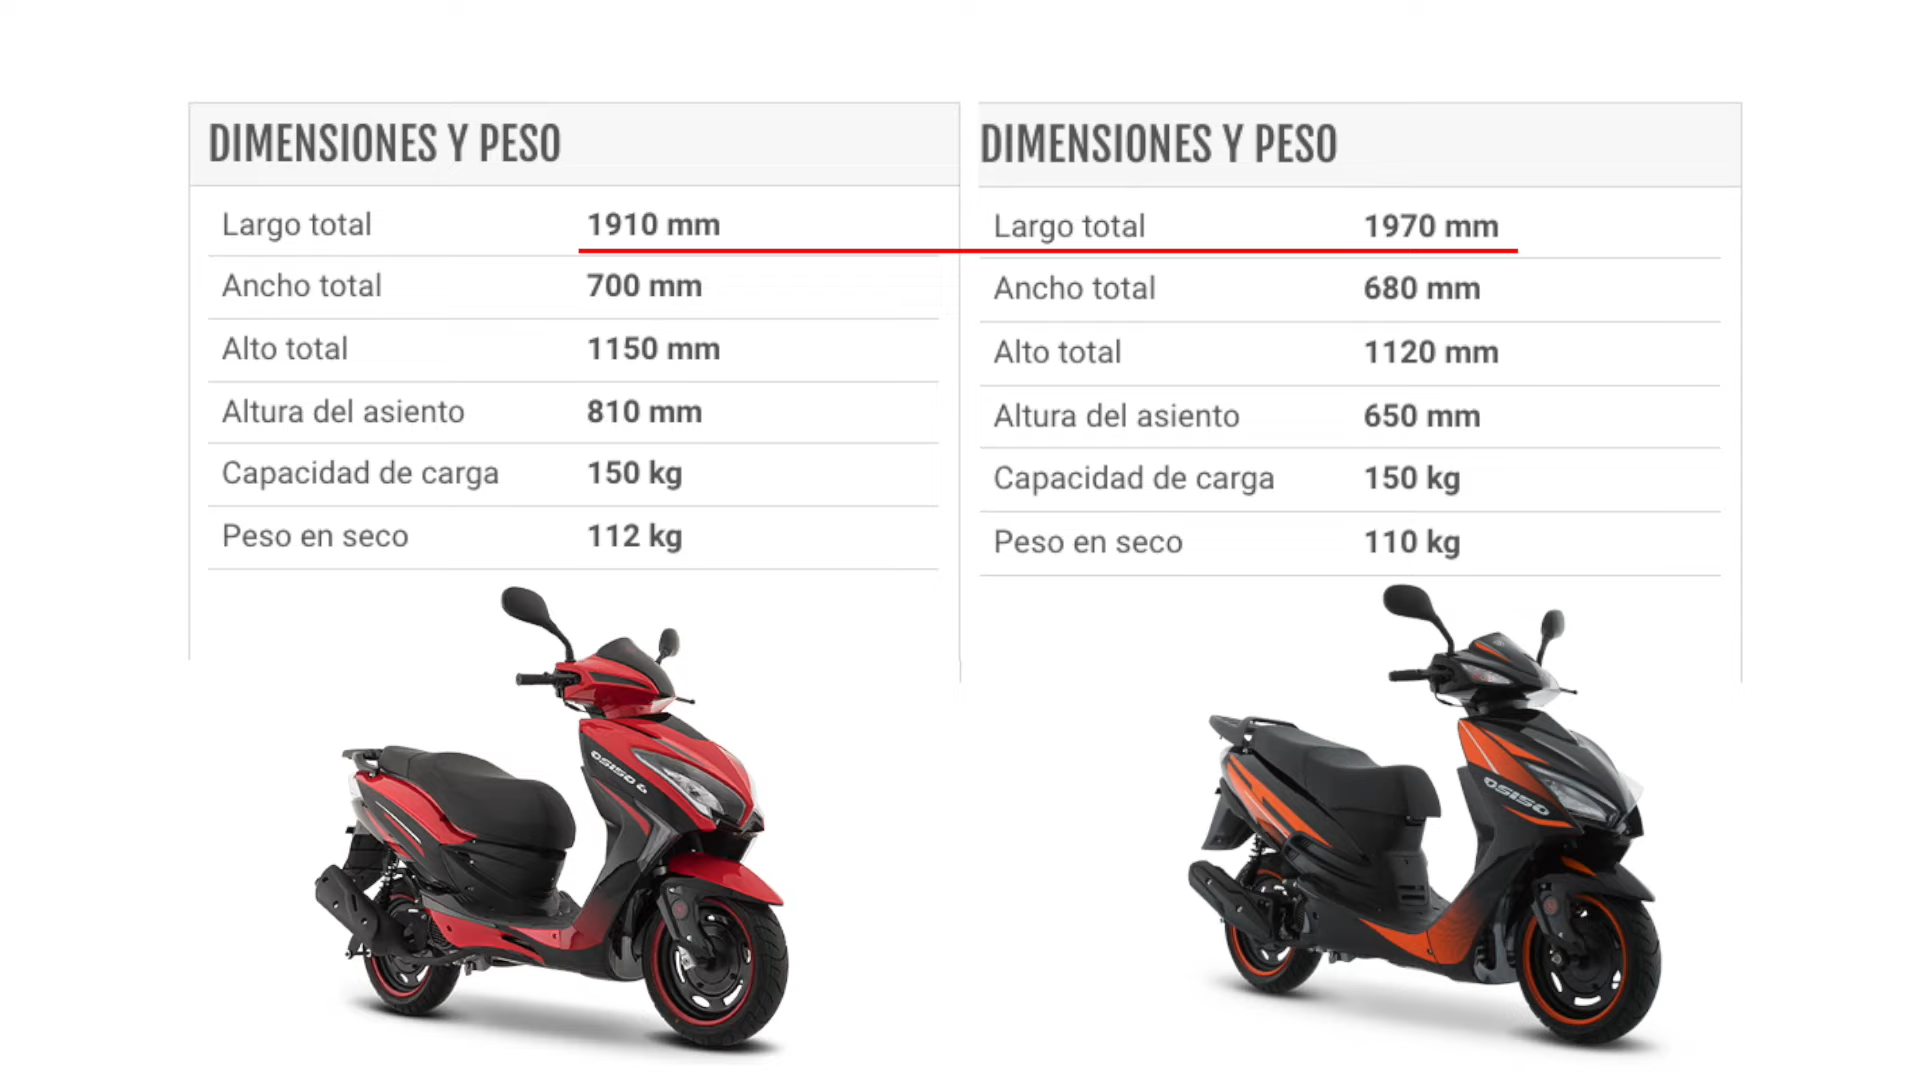 DIMENSIONES Y PESO
Largo total 1910 mm
Ancho total 700 mm
Alto total 1150 mm
Altura del asiento 810 mm
Capacidad de carga 150 kg
Peso en seco 112 kg
DIMENSIONES Y PESO
Largo total 1970 mm
Ancho total 680 mm
Alto total 1120 mm
Altura del asiento 650 mm
Capacidad de carga 150 kg
Peso en seco 110 kg
QS150